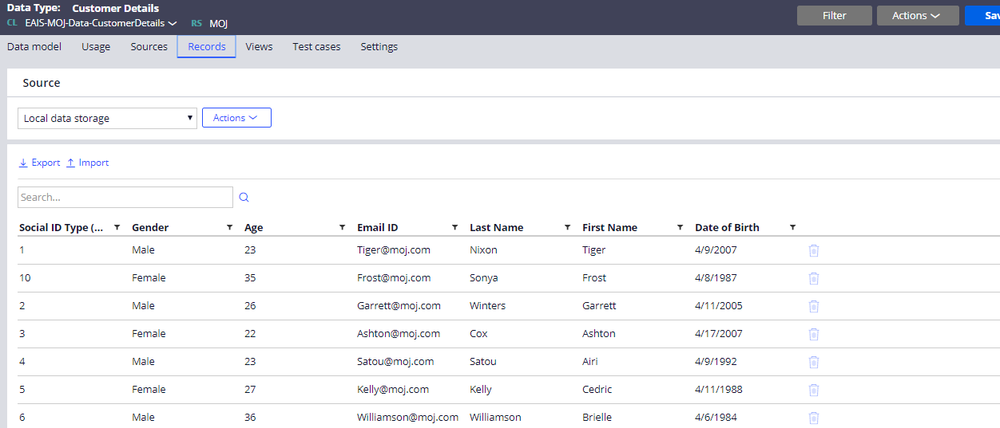 Data Type: Customer Details
CL EAIS-MOJ-Data-CustomerDetails RS MOJ
Filter Actions
Data model Usage Sources Records Views Test cases Settings
Source
Local data storage Actions
Export Import
Search...
Social ID Type (... Gender Age Email ID Last Name First Name Date of Birth
1 Male 23 Tiger@moj.com Nixon Tiger 4/9/2007
10 Female 35 Frost@moj.com Sonya Frost 4/8/1987
2 Male 26 Garrett@moj.com Winters Garrett 4/11/2005
3 Female 22 Ashton@moj.com Cox Ashton 4/17/2007
4 Male 23 Satou@moj.com Satou Airi 4/9/1992
5 Female 27 Kelly@moj.com Kelly Cedric 4/11/1988
6 Male 36 Williamson@moj.com Williamson Brielle 4/6/1984